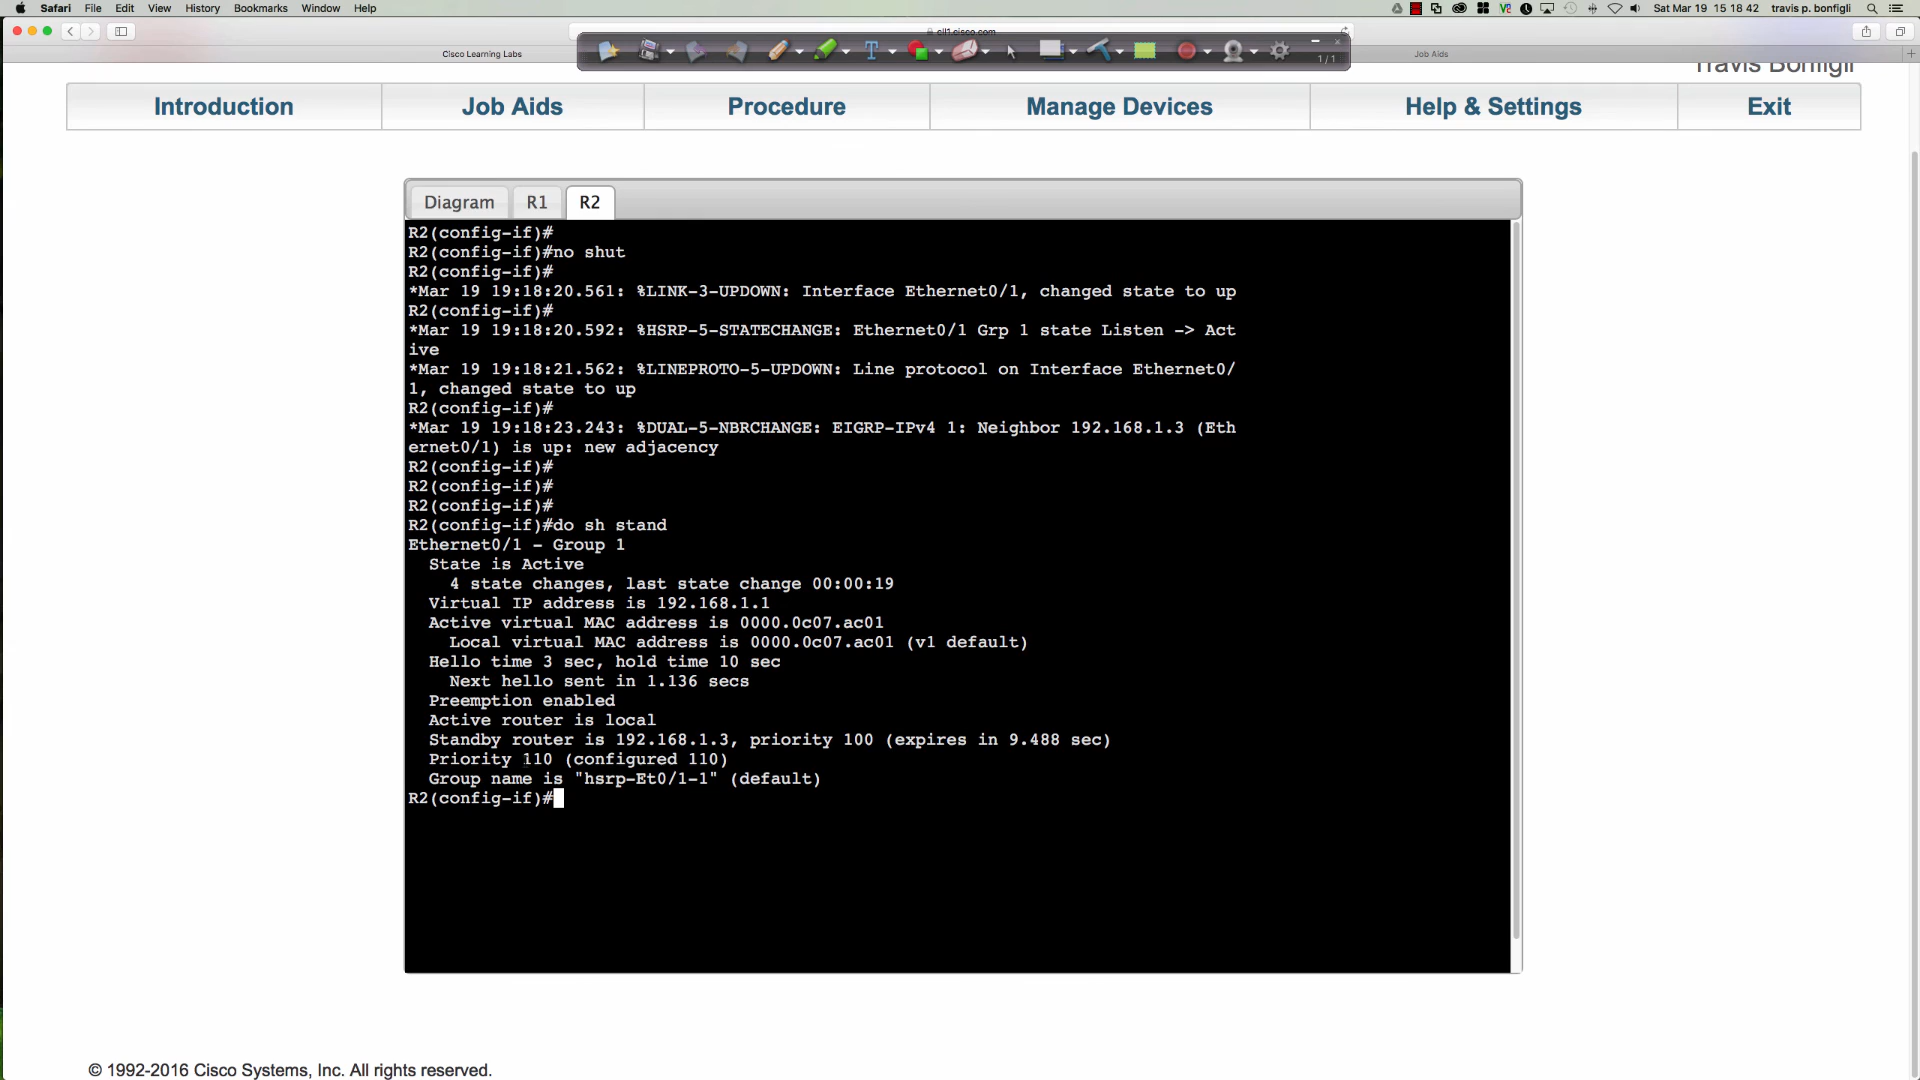 Safari File Edit View History Bookmarks Window Help Sat Mar 19 15 18 42 travis p. bonfigli
cll1.cisco.com
Cisco Learning Labs
Job Aids
1/1
Travis Bonfigli
Introduction Job Aids Procedure Manage Devices Help & Settings Exit
Diagram R1 R2
R2(config-if)#
R2(config-if)#no shut
R2(config-if)#
*Mar 19 19:18:20.561: %LINK-3-UPDOWN: Interface Ethernet0/1, changed state to up
R2(config-if)#
*Mar 19 19:18:20.592: %HSRP-5-STATECHANGE: Ethernet0/1 Grp 1 state Listen -> Act
ive
*Mar 19 19:18:21.562: %LINEPROTO-5-UPDOWN: Line protocol on Interface Ethernet0/
1, changed state to up
R2(config-if)#
*Mar 19 19:18:23.243: %DUAL-5-NBRCHANGE: EIGRP-IPv4 1: Neighbor 192.168.1.3 (Eth
ernet0/1) is up: new adjacency
R2(config-if)#
R2(config-if)#
R2(config-if)#
R2(config-if)#do sh stand
Ethernet0/1 - Group 1
State is Active
4 state changes, last state change 00:00:19
Virtual IP address is 192.168.1.1
Active virtual MAC address is 0000.0c07.ac01
Local virtual MAC address is 0000.0c07.ac01 (v1 default)
Hello time 3 sec, hold time 10 sec
Next hello sent in 1.136 secs
Preemption enabled
Active router is local
Standby router is 192.168.1.3, priority 100 (expires in 9.488 sec)
Priority 110 (configured 110)
Group name is "hsrp-Et0/1-1" (default)
R2(config-if)#
© 1992-2016 Cisco Systems, Inc. All rights reserved.